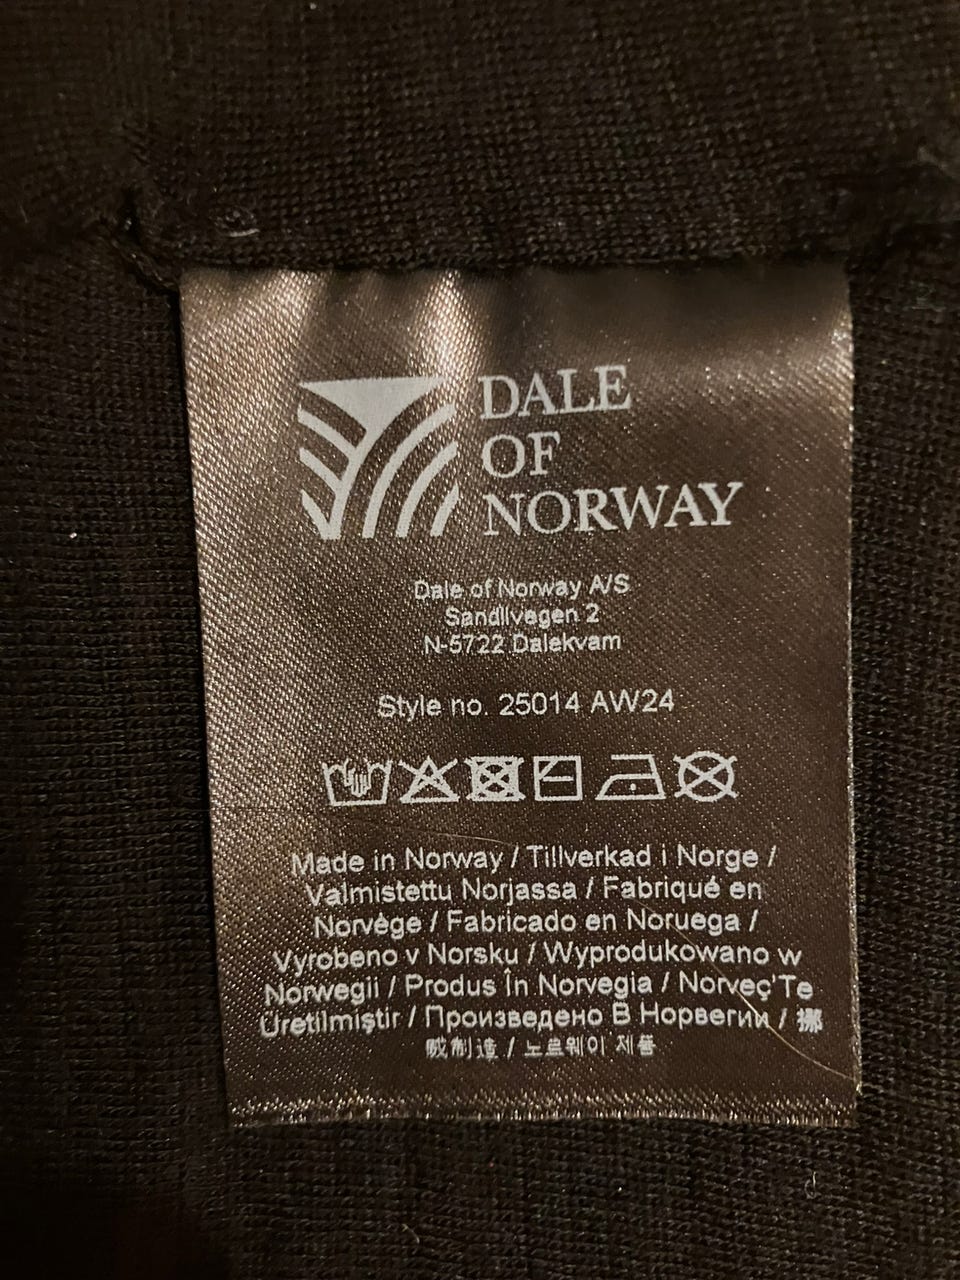 DALE
OF
NORWAY
Dale of Norway A/S
Sandlivegen 2
N-5722 Dalekvam
Style no. 25014 AW24
Made in Norway / Tillverkad i Norge /
Valmistettu Norjassa / Fabriqué en
Norvège / Fabricado en Noruega /
Vyrobeno v Norsku / Wyprodukowano w
Norwegii / Produs În Norvegia / Norveç'Te
Üretilmiştir / Произведено В Норвегии / 挪
威制造 / 노르웨이 제품